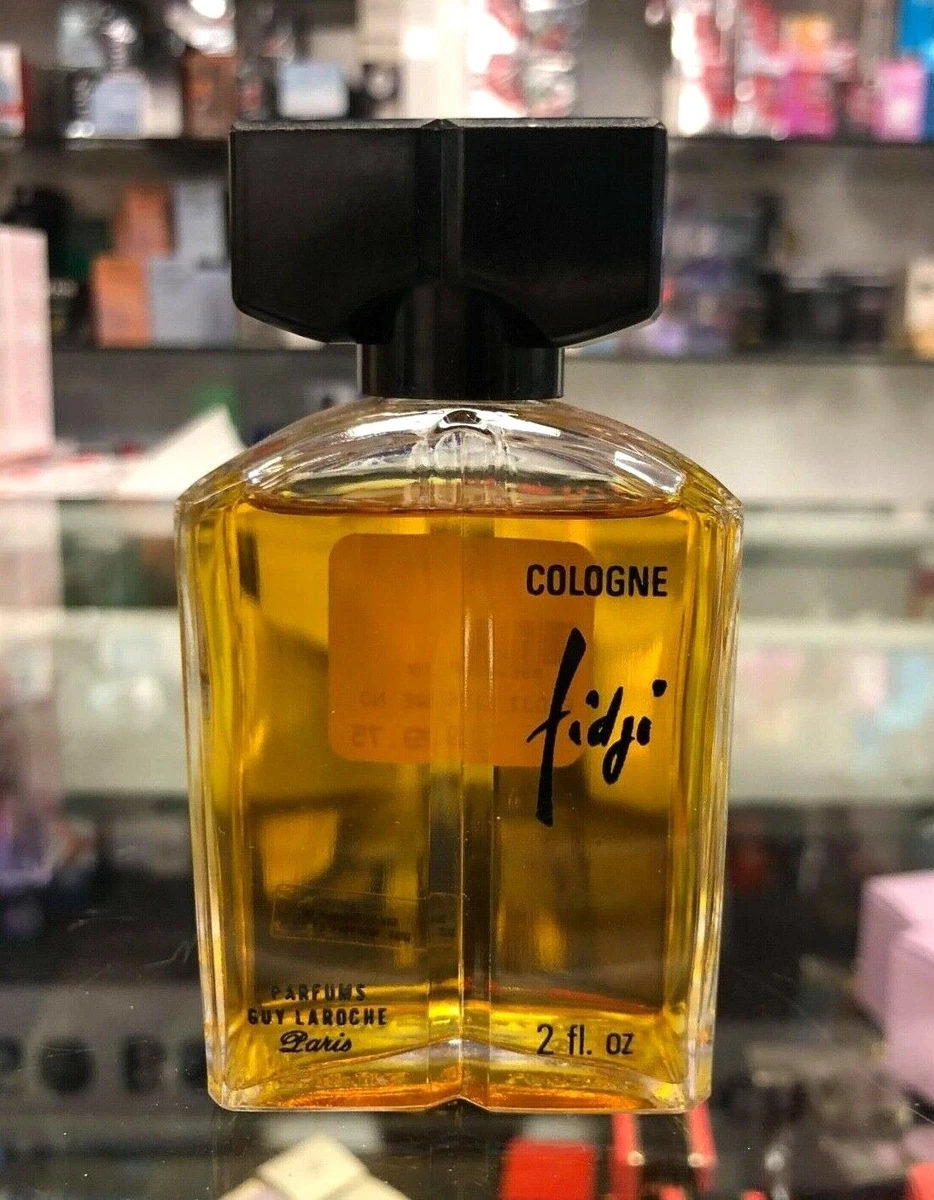 COLOGNE
fidji
PARFUMS
GUY LAROCHE
Paris
2 fl. oz